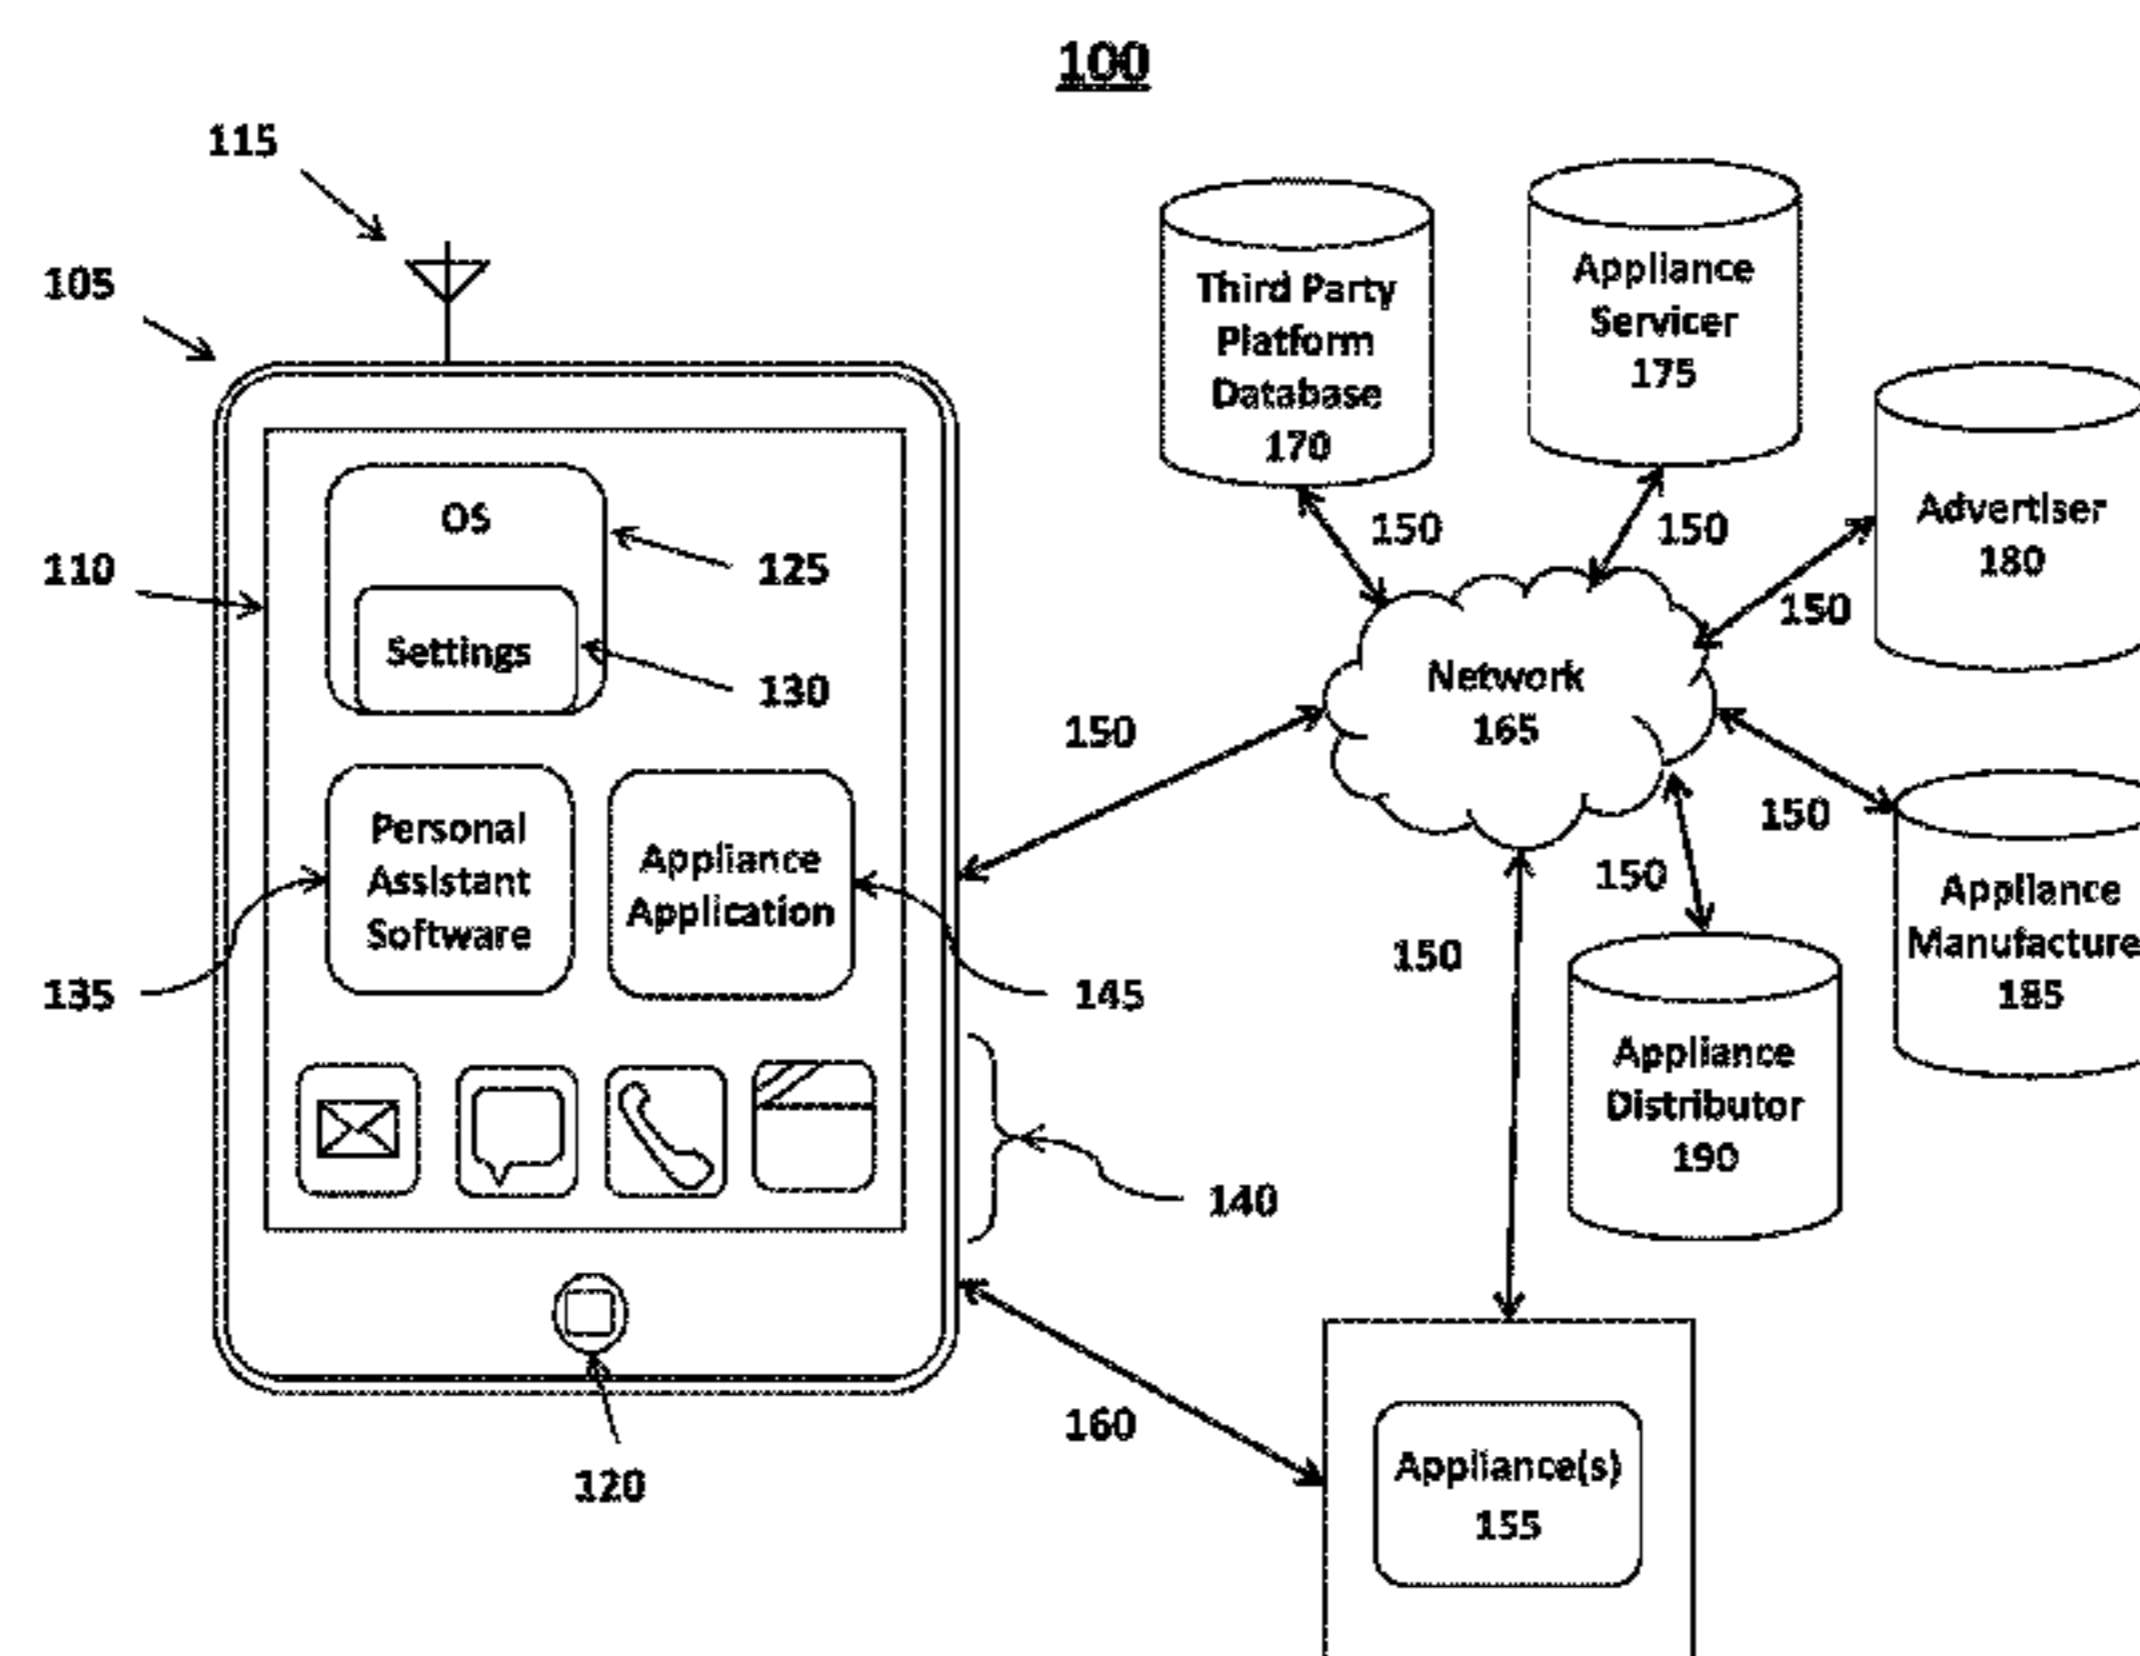 100
115
105
110
OS
125
Settings
130
Personal
Assistant
Software
135
Appliance
Application
145
140
120
150
160
Third Party
Platform
Database
170
Appliance
Servicer
175
Advertiser
180
150
150
150
Network
165
150
150
150
Appliance
Manufacture
185
Appliance
Distributor
190
Appliance(s)
155